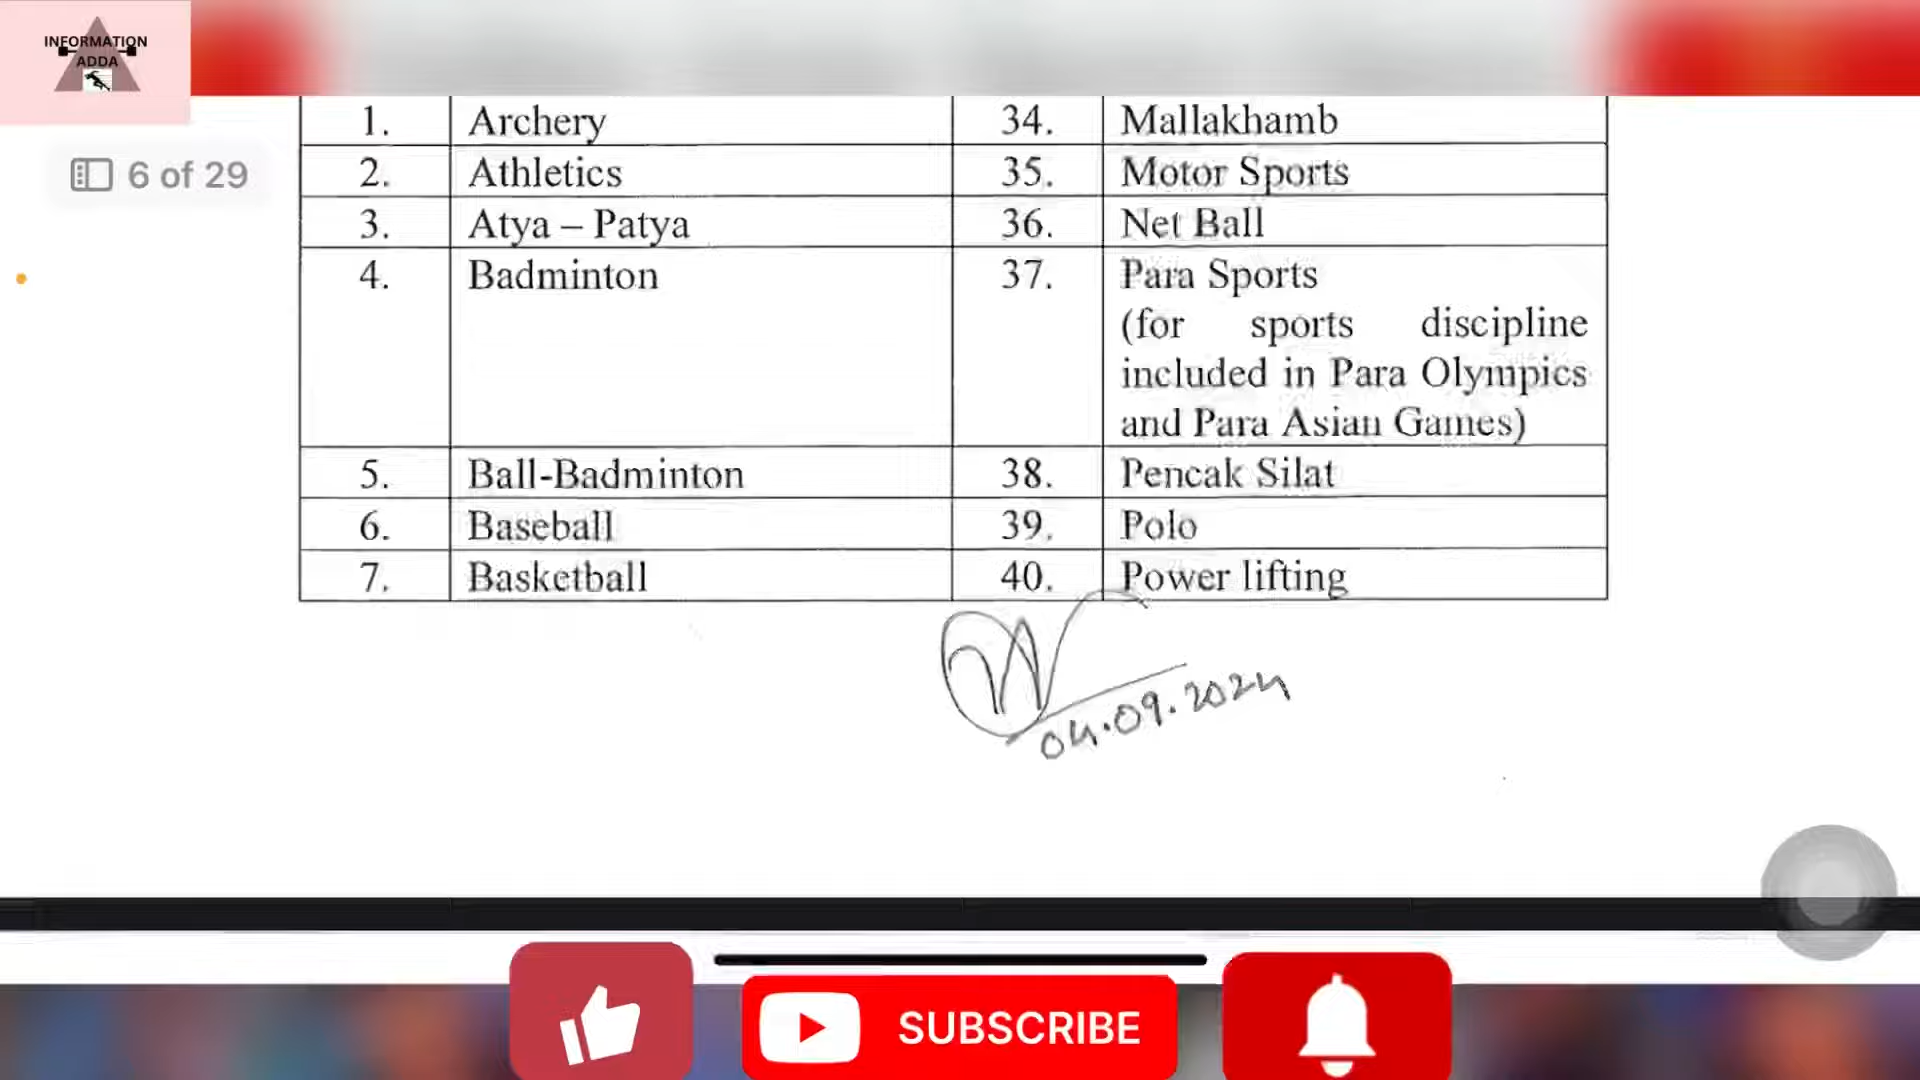 INFORMATION
ADDA
6 of 29
1. Archery 34. Mallakhamb
2. Athletics 35. Motor Sports
3. Atya – Patya 36. Net Ball
4. Badminton 37. Para Sports
(for sports discipline
included in Para Olympics
and Para Asian Games)
5. Ball-Badminton 38. Pencak Silat
6. Baseball 39. Polo
7. Basketball 40. Power lifting
04.09.2024
SUBSCRIBE